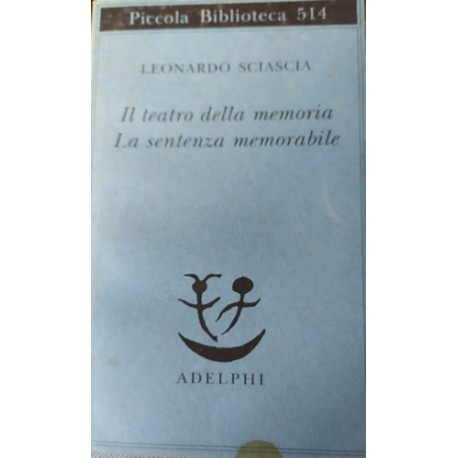 Piccola Biblioteca 514
LEONARDO SCIASCIA
Il teatro della memoria
La sentenza memorabile
ADELPHI